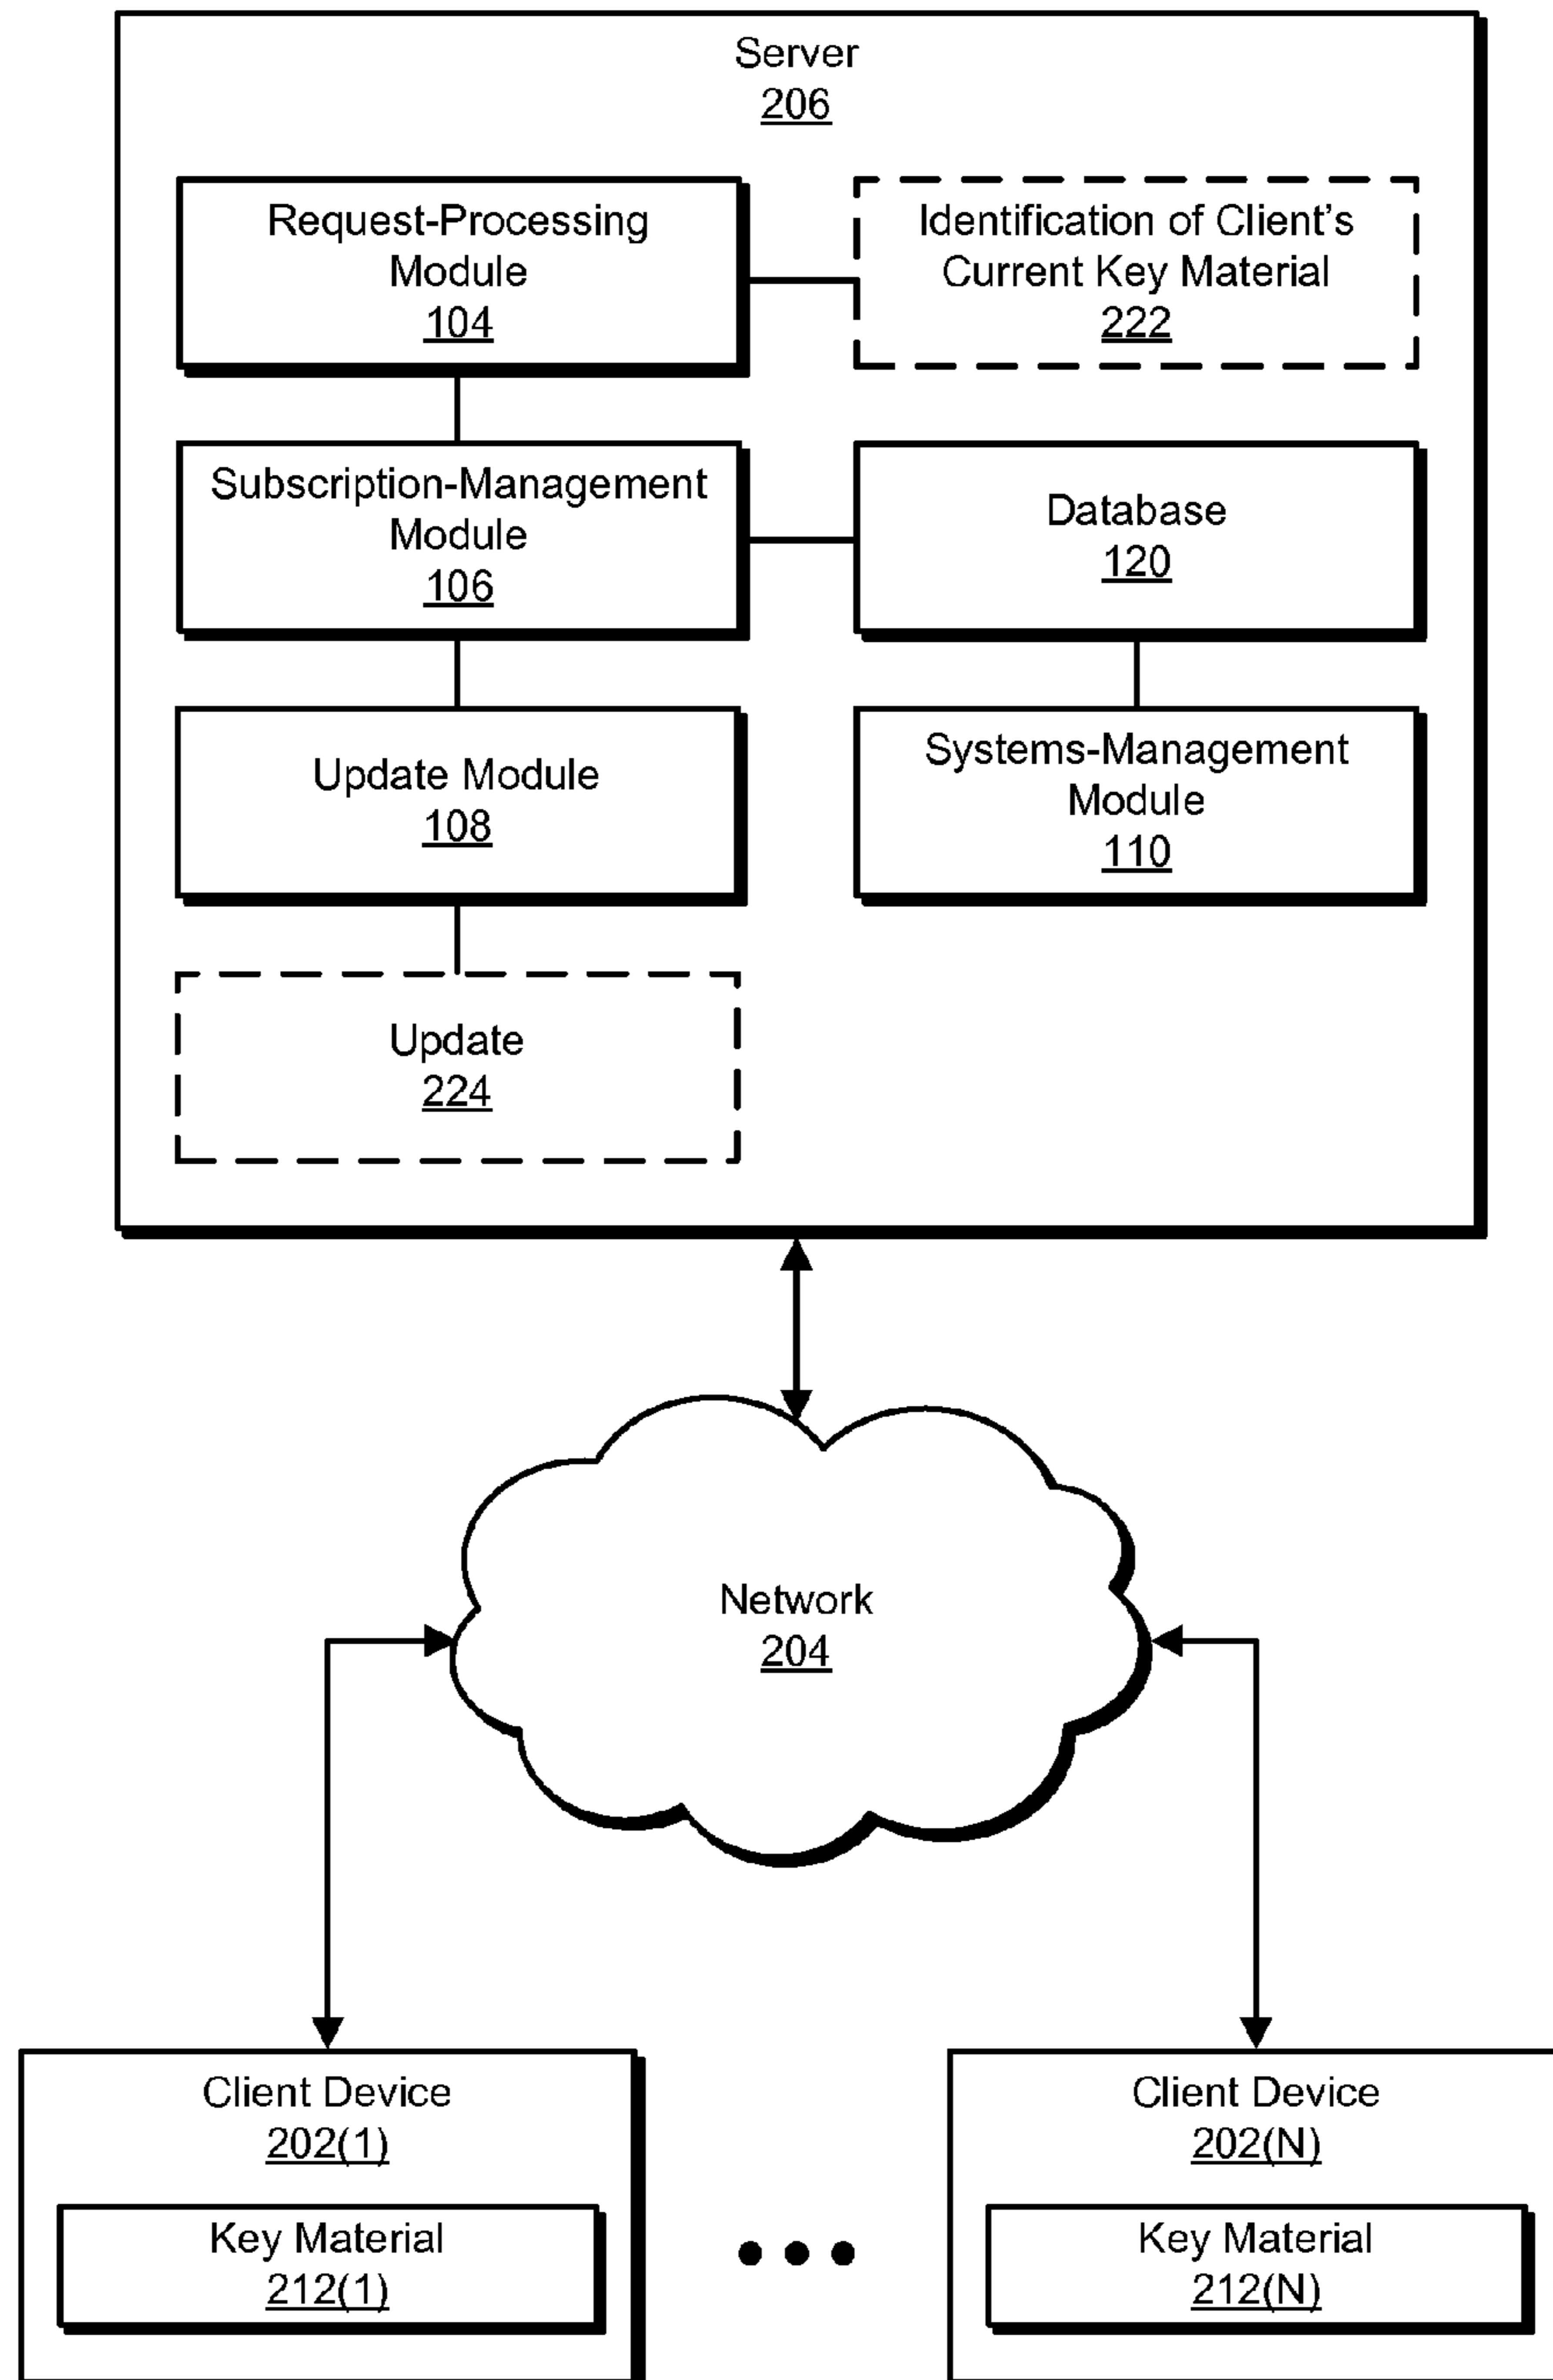 Server
206
Request-Processing
Module
104
Identification of Client's
Current Key Material
222
Subscription-Management
Module
106
Database
120
Update Module
108
Systems-Management
Module
110
Update
224
Network
204
Client Device
202(1)
Key Material
212(1)
Client Device
202(N)
Key Material
212(N)